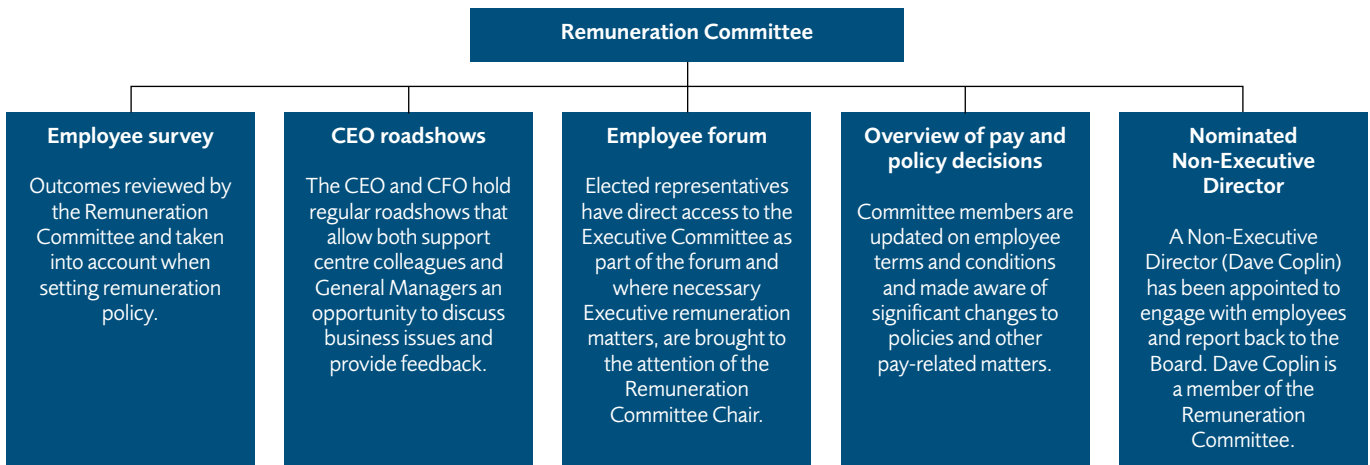 Remuneration Committee
Employee survey
Outcomes reviewed by
the Remuneration
Committee and taken
into account when
setting remuneration
policy.
CEO roadshows
The CEO and CFO hold
regular roadshows that
allow both support
centre colleagues and
General Managers an
opportunity to discuss
business issues and
provide feedback.
Employee forum
Elected representatives
have direct access to the
Executive Committee as
part of the forum and
where necessary
Executive remuneration
matters, are brought to
the attention of the
Remuneration
Committee Chair.
Overview of pay and
policy decisions
Committee members are
updated on employee
terms and conditions
and made aware of
significant changes to
policies and other
pay-related matters.
Nominated
Non-Executive
Director
A Non-Executive
Director (Dave Coplin)
has been appointed to
engage with employees
and report back to the
Board. Dave Coplin is
a member of the
Remuneration
Committee.